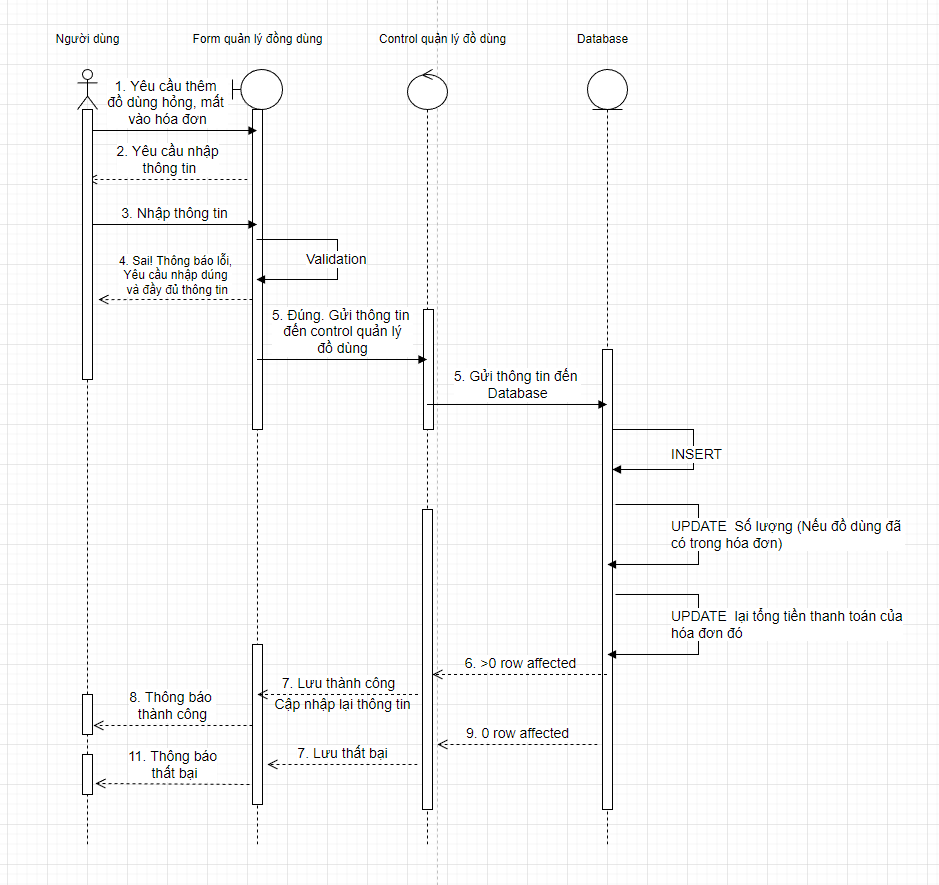 Người dùng
Form quản lý đồng dùng
Control quản lý đồ dùng
Database
1. Yêu cầu thêm
đồ dùng hỏng, mất
vào hóa đơn
2. Yêu cầu nhập
thông tin
3. Nhập thông tin
Validation
4. Sai! Thông báo lỗi,
Yêu cầu nhập dúng
và đầy đủ thông tin
5. Đúng. Gửi thông tin
đến control quản lý
đồ dùng
5. Gửi thông tin đến
Database
INSERT
UPDATE Số lượng (Nếu đồ dùng đã
có trong hóa đơn)
UPDATE lại tổng tiền thanh toán của
hóa đơn đó
6. >0 row affected
7. Lưu thành công
Cập nhập lại thông tin
8. Thông báo
thành công
9. 0 row affected
7. Lưu thất bại
11. Thông báo
thất bại